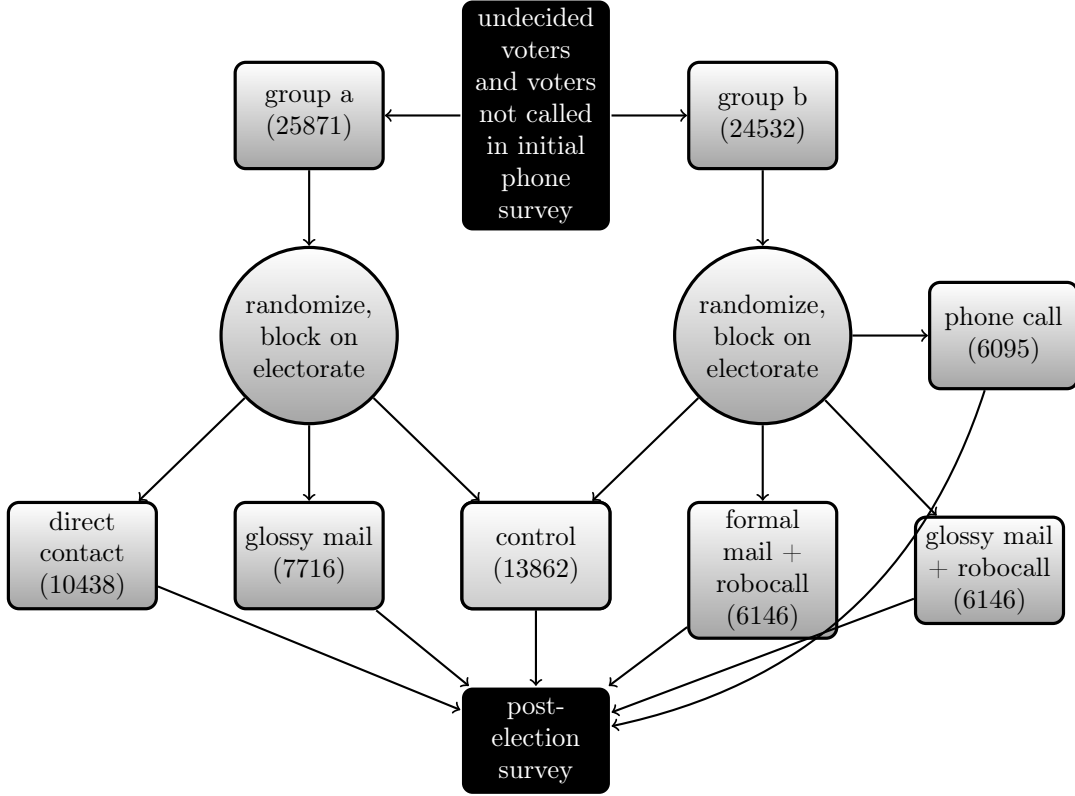 undecided
voters
and voters
not called
in initial
phone
survey
group a
(25871)
group b
(24532)
randomize,
block on
electorate
randomize,
block on
electorate
phone call
(6095)
direct
contact
(10438)
glossy mail
(7716)
control
(13862)
formal
mail +
robocall
(6146)
glossy mail
+ robocall
(6146)
post-
election
survey